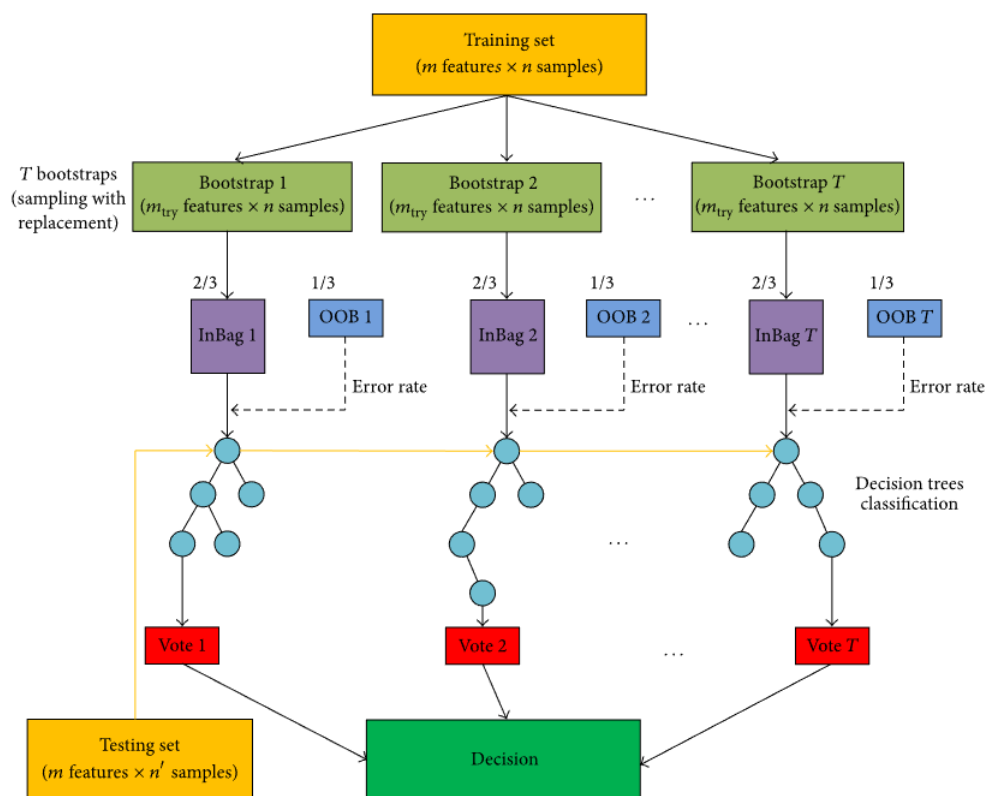 Training set
(m features × n samples)
T bootstraps
(sampling with
replacement)
Bootstrap 1
(m_try features × n samples)
Bootstrap 2
(m_try features × n samples)
...
Bootstrap T
(m_try features × n samples)
2/3
1/3
2/3
1/3
2/3
1/3
InBag 1
OOB 1
InBag 2
OOB 2
...
InBag T
OOB T
Error rate
Error rate
Error rate
Decision trees
classification
...
Vote 1
Vote 2
...
Vote T
Testing set
(m features × n′ samples)
Decision